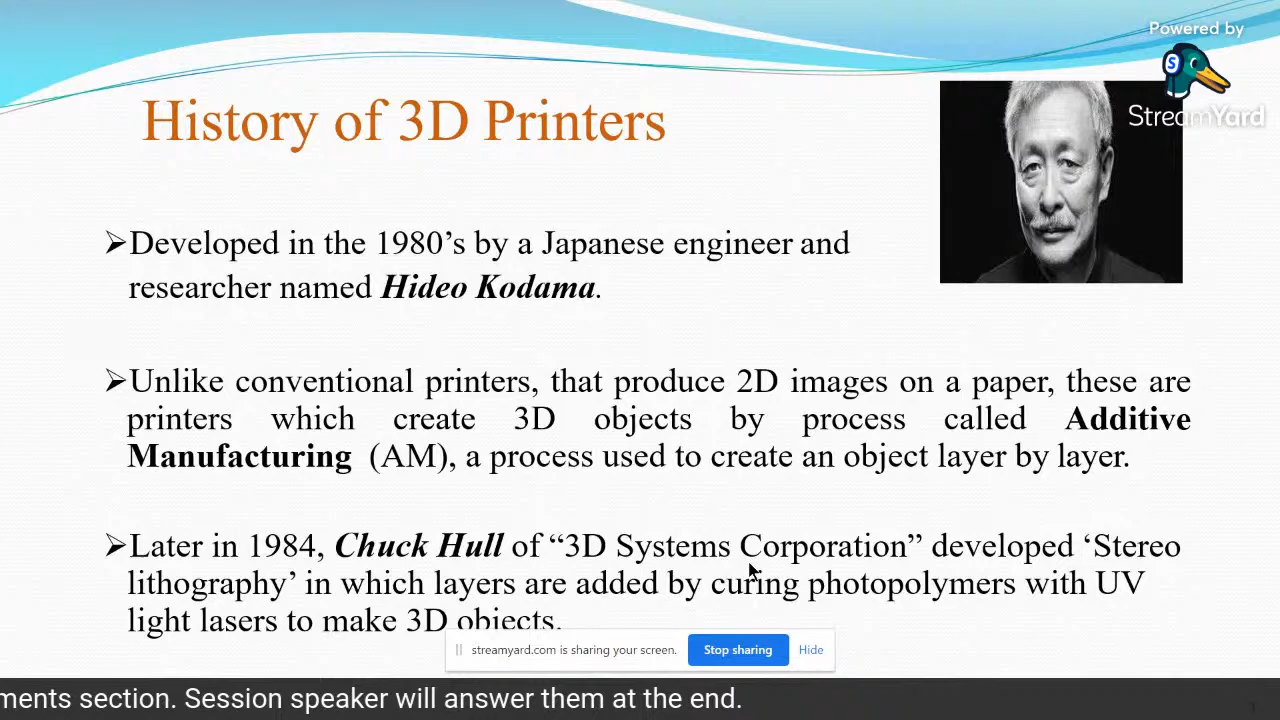 Powered by
StreamYard
History of 3D Printers
➢Developed in the 1980’s by a Japanese engineer and
researcher named Hideo Kodama.
➢Unlike conventional printers, that produce 2D images on a paper, these are
printers which create 3D objects by process called Additive
Manufacturing (AM), a process used to create an object layer by layer.
➢Later in 1984, Chuck Hull of “3D Systems Corporation” developed ‘Stereo
lithography’ in which layers are added by curing photopolymers with UV
light lasers to make 3D objects.
streamyard.com is sharing your screen. Stop sharing Hide
ments section. Session speaker will answer them at the end.